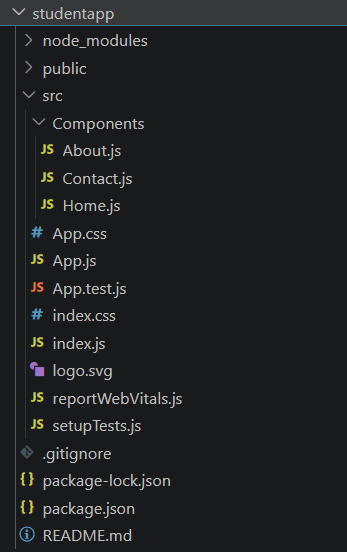 studentapp
node_modules
public
src
Components
JS About.js
JS Contact.js
JS Home.js
# App.css
JS App.js
JS App.test.js
# index.css
JS index.js
logo.svg
JS reportWebVitals.js
JS setupTests.js
.gitignore
{} package-lock.json
{} package.json
README.md